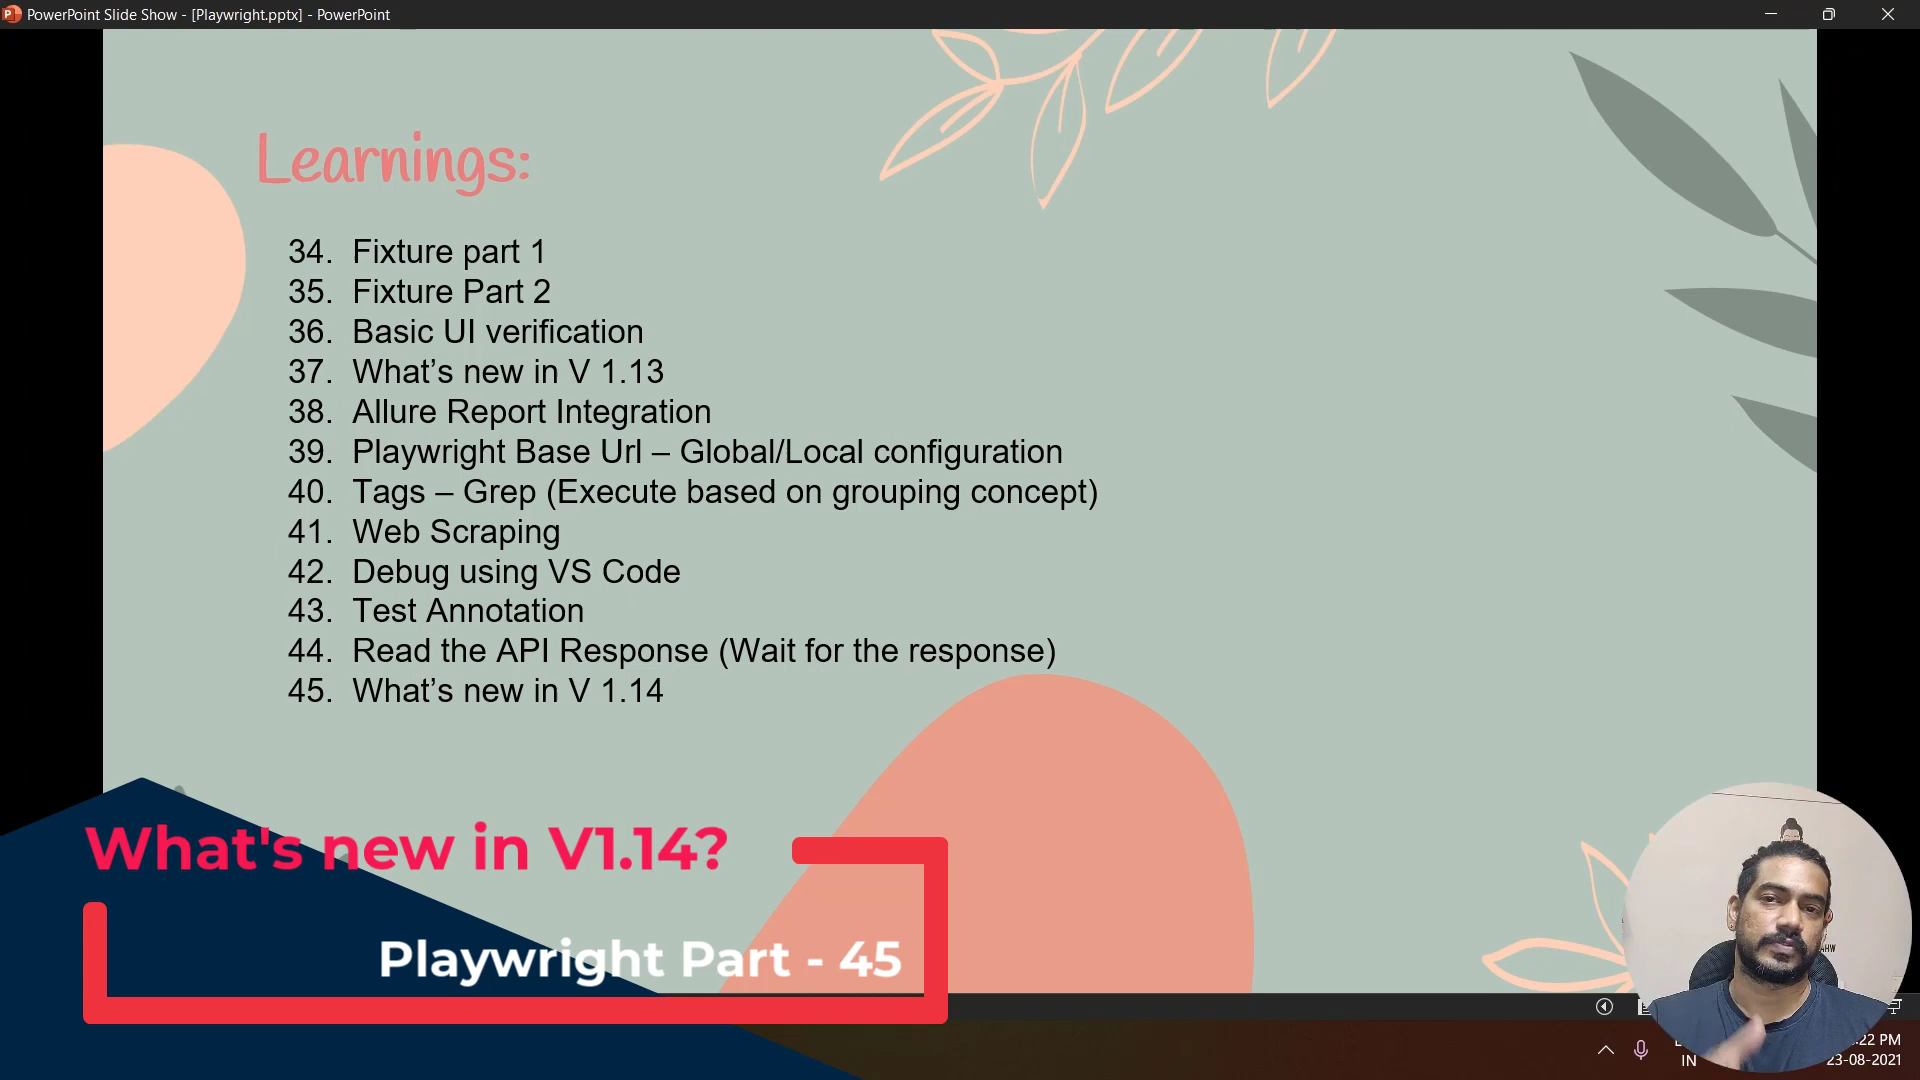 PowerPoint Slide Show - [Playwright.pptx] - PowerPoint
Learnings:
34. Fixture part 1
35. Fixture Part 2
36. Basic UI verification
37. What’s new in V 1.13
38. Allure Report Integration
39. Playwright Base Url – Global/Local configuration
40. Tags – Grep (Execute based on grouping concept)
41. Web Scraping
42. Debug using VS Code
43. Test Annotation
44. Read the API Response (Wait for the response)
45. What’s new in V 1.14
What's new in V1.14?
Playwright Part - 45
:22 PM
IN
23-08-2021